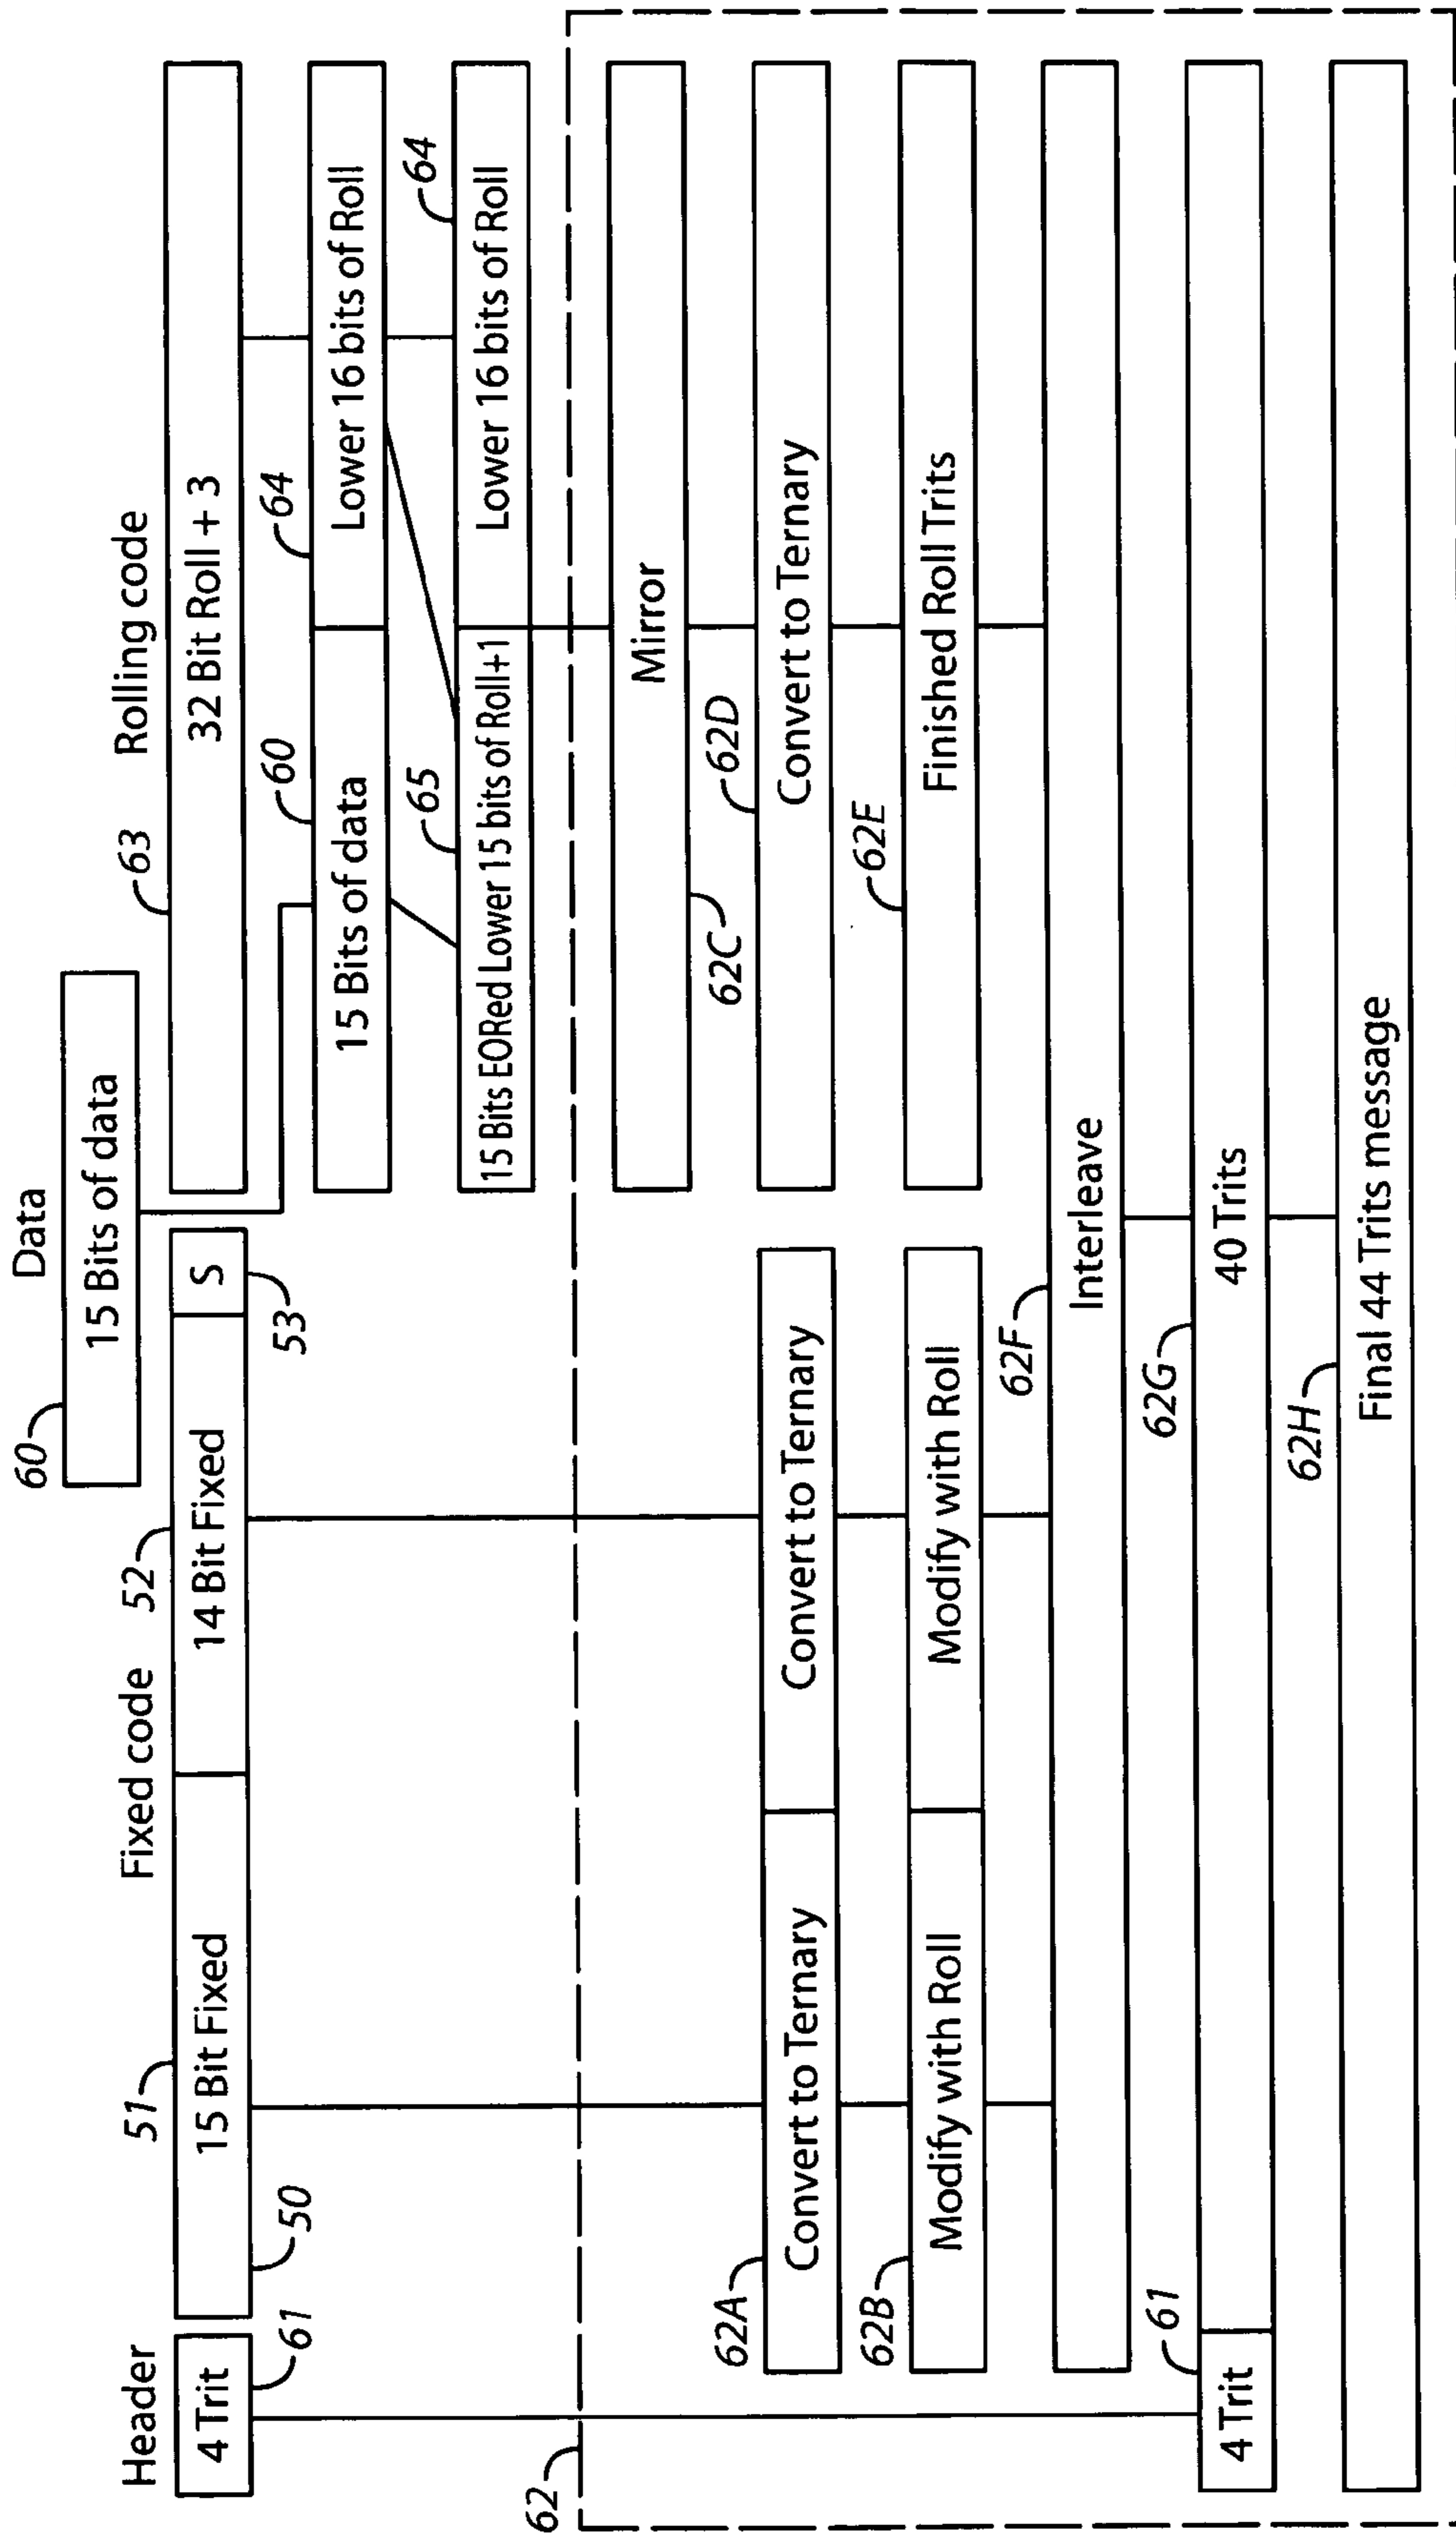 Data
60
15 Bits of data
Header
Fixed code
Rolling code
51
52
63
4 Trit
15 Bit Fixed
14 Bit Fixed
S
32 Bit Roll + 3
61
50
53
60
64
15 Bits of data
Lower 16 bits of Roll
65
64
15 Bits EORed Lower 15 bits of Roll+1
Lower 16 bits of Roll
62
Mirror
62C
62A
62D
Convert to Ternary
Convert to Ternary
Convert to Ternary
62B
62E
Modify with Roll
Modify with Roll
Finished Roll Trits
62F
Interleave
61
62G
4 Trit
40 Trits
62H
Final 44 Trits message